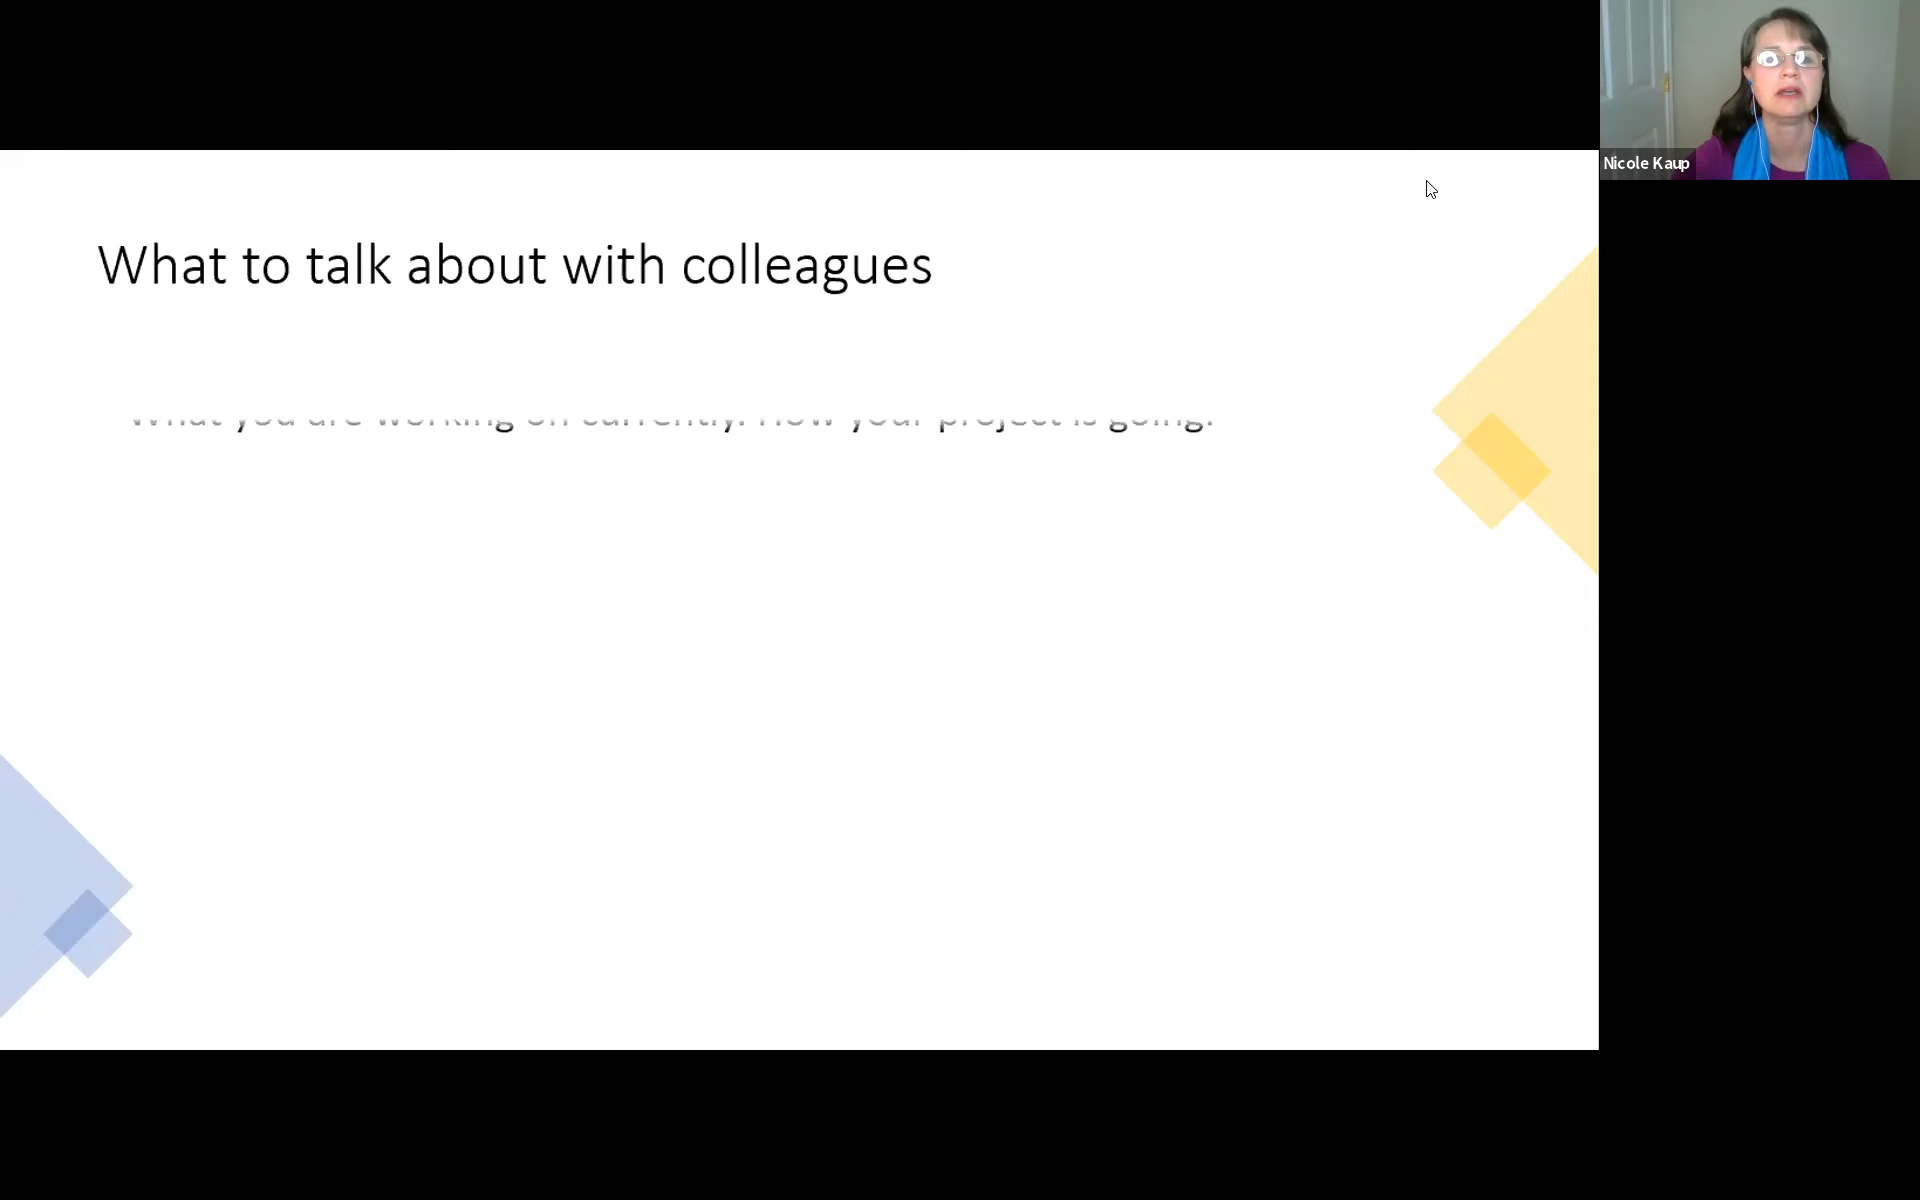 Nicole Kaup
What to talk about with colleagues
What you are working on currently. How your project is going.